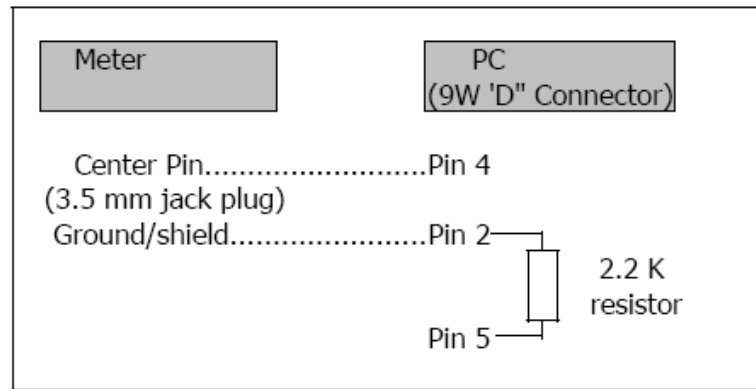 Meter
PC
(9W 'D" Connector)
Center Pin..........................Pin 4
(3.5 mm jack plug)
Ground/shield.......................Pin 2
2.2 K
resistor
Pin 5